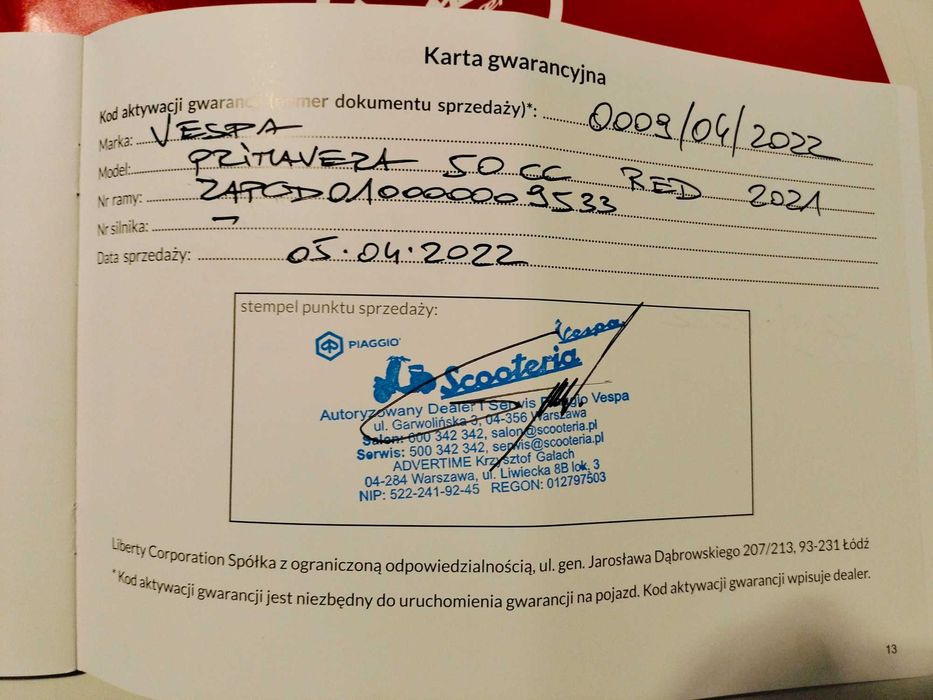 Karta gwarancyjna
Kod aktywacji gwarancji (numer dokumentu sprzedaży)*: 0009/04/2022
Marka: VESPA
Model: PRIMAVERA 50 CC RED 2021
Nr ramy: ZAPCD01000009533
Nr silnika: -
Data sprzedaży: 05.04.2022
stempel punktu sprzedaży:
PIAGGIO
Vespa
Scooteria
Autoryzowany Dealer i Serwis Piaggio Vespa
ul. Garwolińska 3, 04-356 Warszawa
Salon: 600 342 342, salon@scooteria.pl
Serwis: 500 342 342, serwis@scooteria.pl
ADVERTIME Krzysztof Gałach
04-284 Warszawa, ul. Liwiecka 8B lok. 3
NIP: 522-241-92-45 REGON: 012797503
Liberty Corporation Spółka z ograniczoną odpowiedzialnością, ul. gen. Jarosława Dąbrowskiego 207/213, 93-231 Łódź
* Kod aktywacji gwarancji jest niezbędny do uruchomienia gwarancji na pojazd. Kod aktywacji gwarancji wpisuje dealer.
13